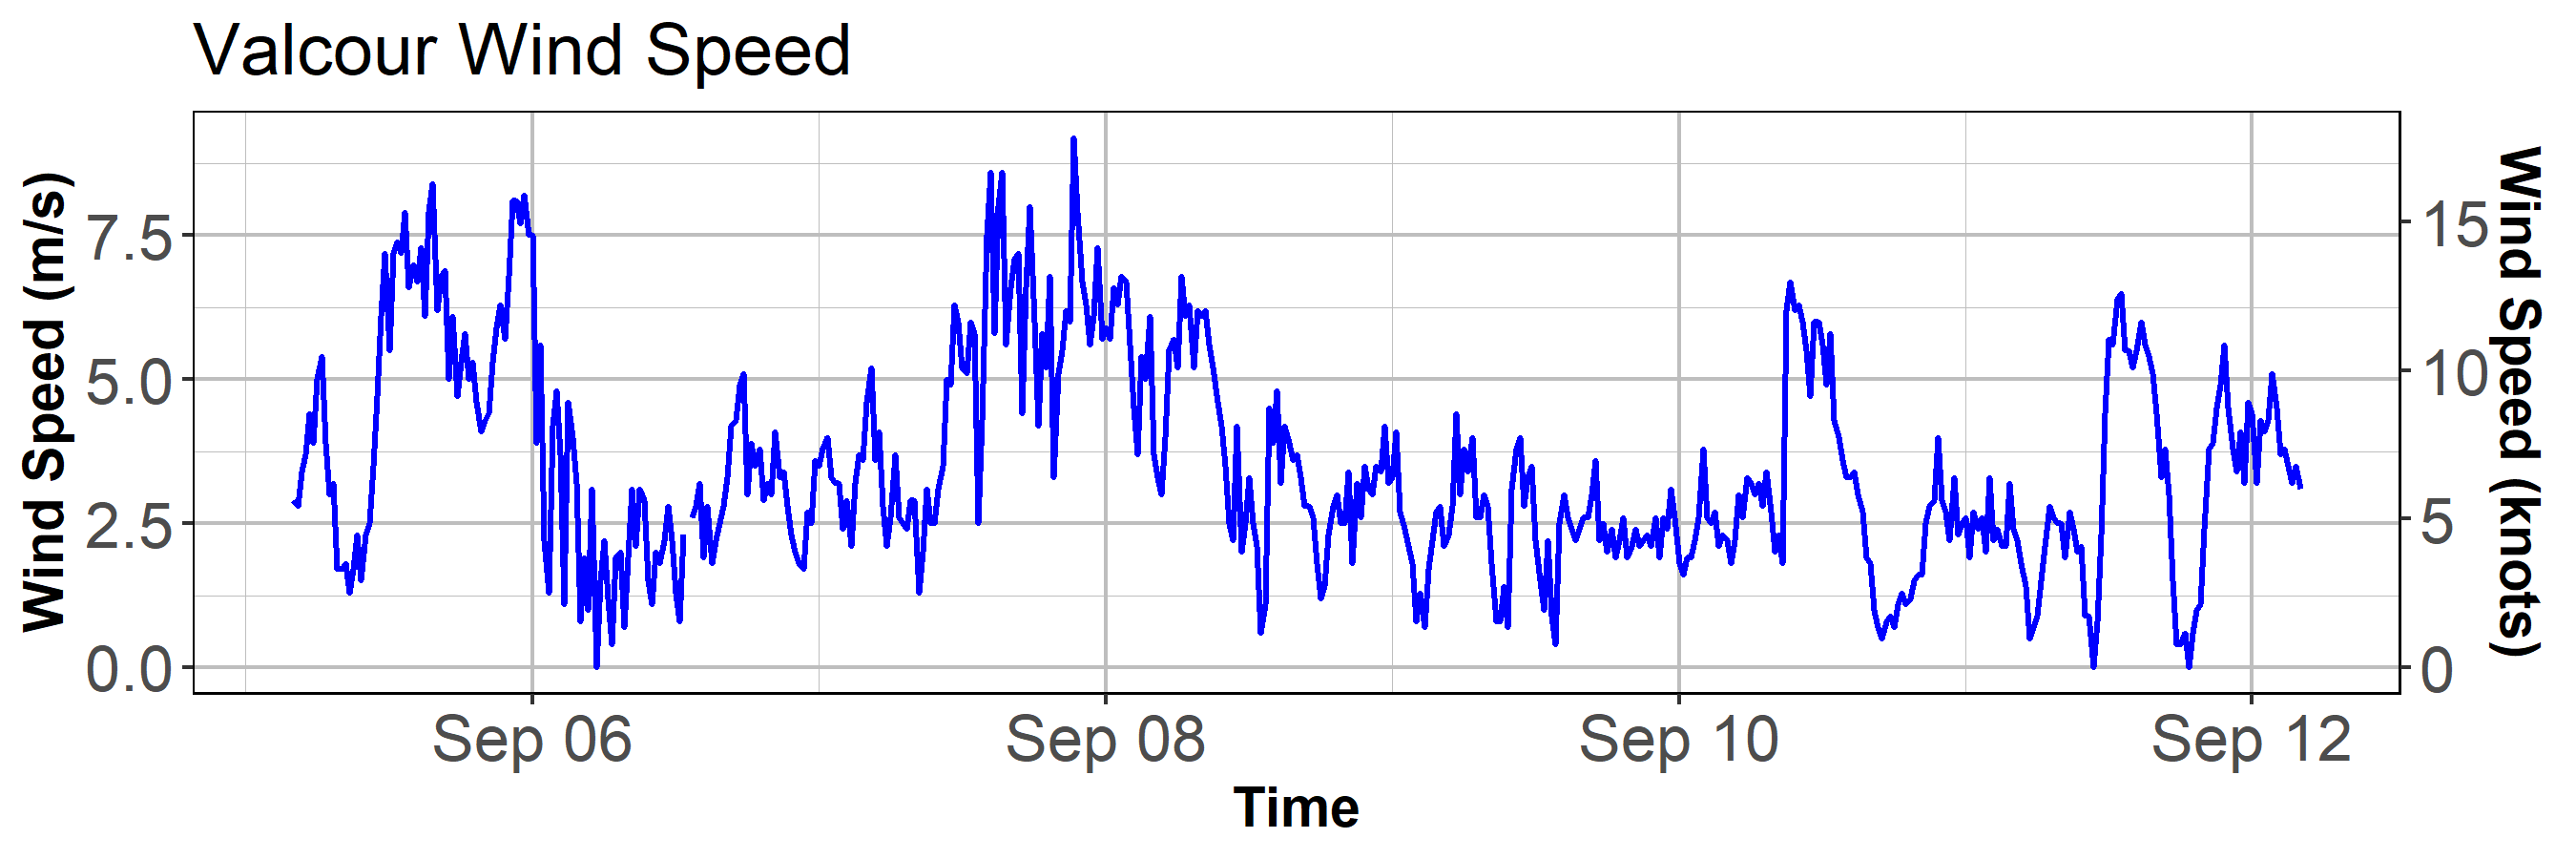 Valcour Wind Speed
Wind Speed (m/s)
7.5
5.0
2.5
0.0
15
10
5
0
Wind Speed (knots)
Sep 06
Sep 08
Sep 10
Sep 12
Time